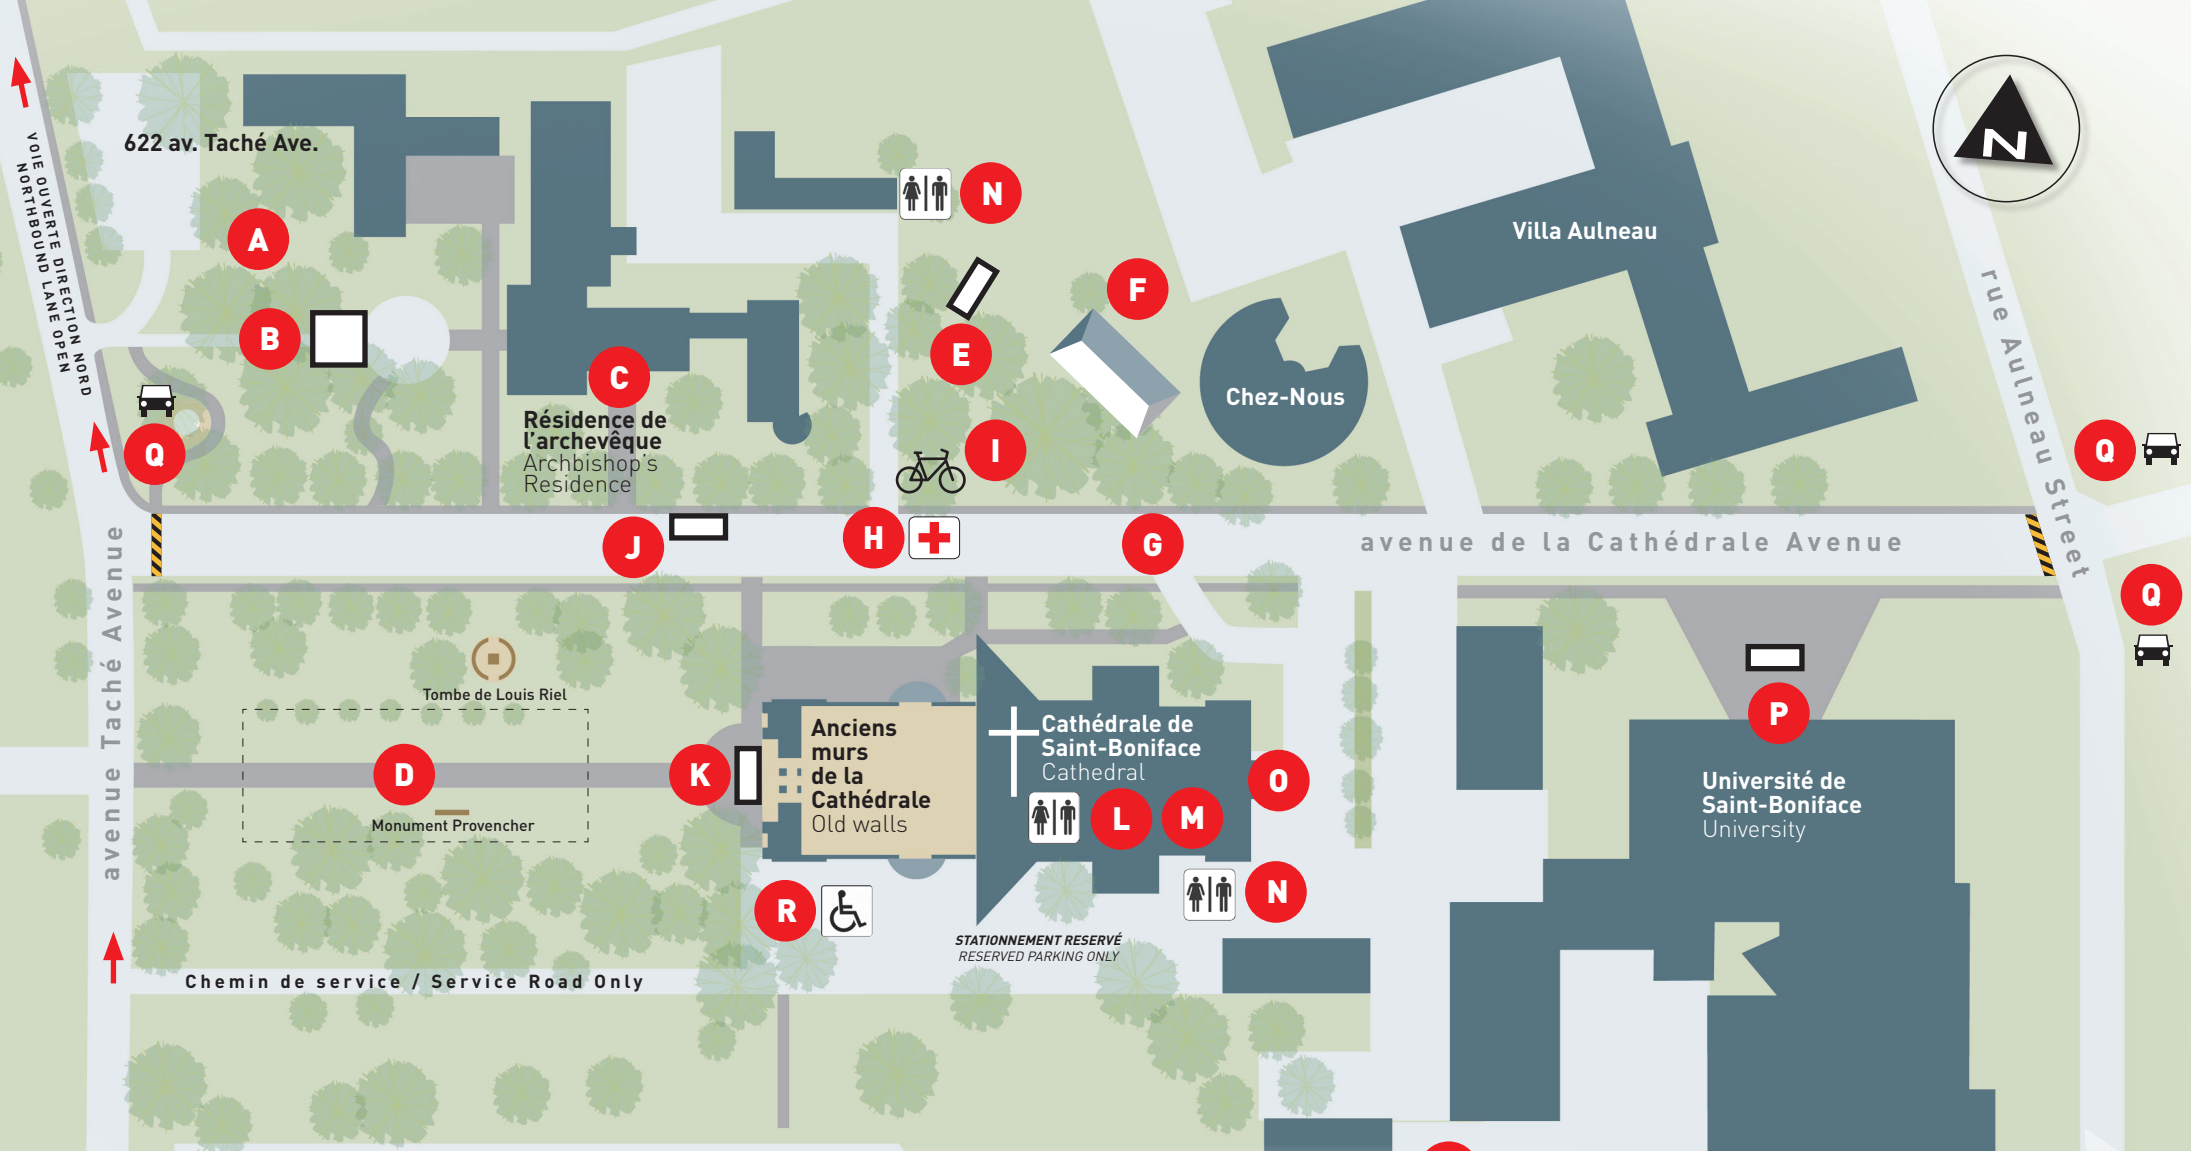 622 av. Taché Ave.
VOIE OUVERTE DIRECTION NORD
NORTHBOUND LANE OPEN
A
B
C
Résidence de
l'archevêque
Archbishop's
Residence
N
E
F
I
Villa Aulneau
Chez-Nous
N
rue Aulneau Street
Q
Q
Q
J
H
G
avenue de la Cathédrale Avenue
avenue Taché Avenue
Tombe de Louis Riel
D
Monument Provencher
K
Anciens
murs
de la
Cathédrale
Old walls
Cathédrale de
Saint-Boniface
Cathedral
L
M
O
N
R
STATIONNEMENT RESERVÉ
RESERVED PARKING ONLY
P
Université de
Saint-Boniface
University
Chemin de service / Service Road Only